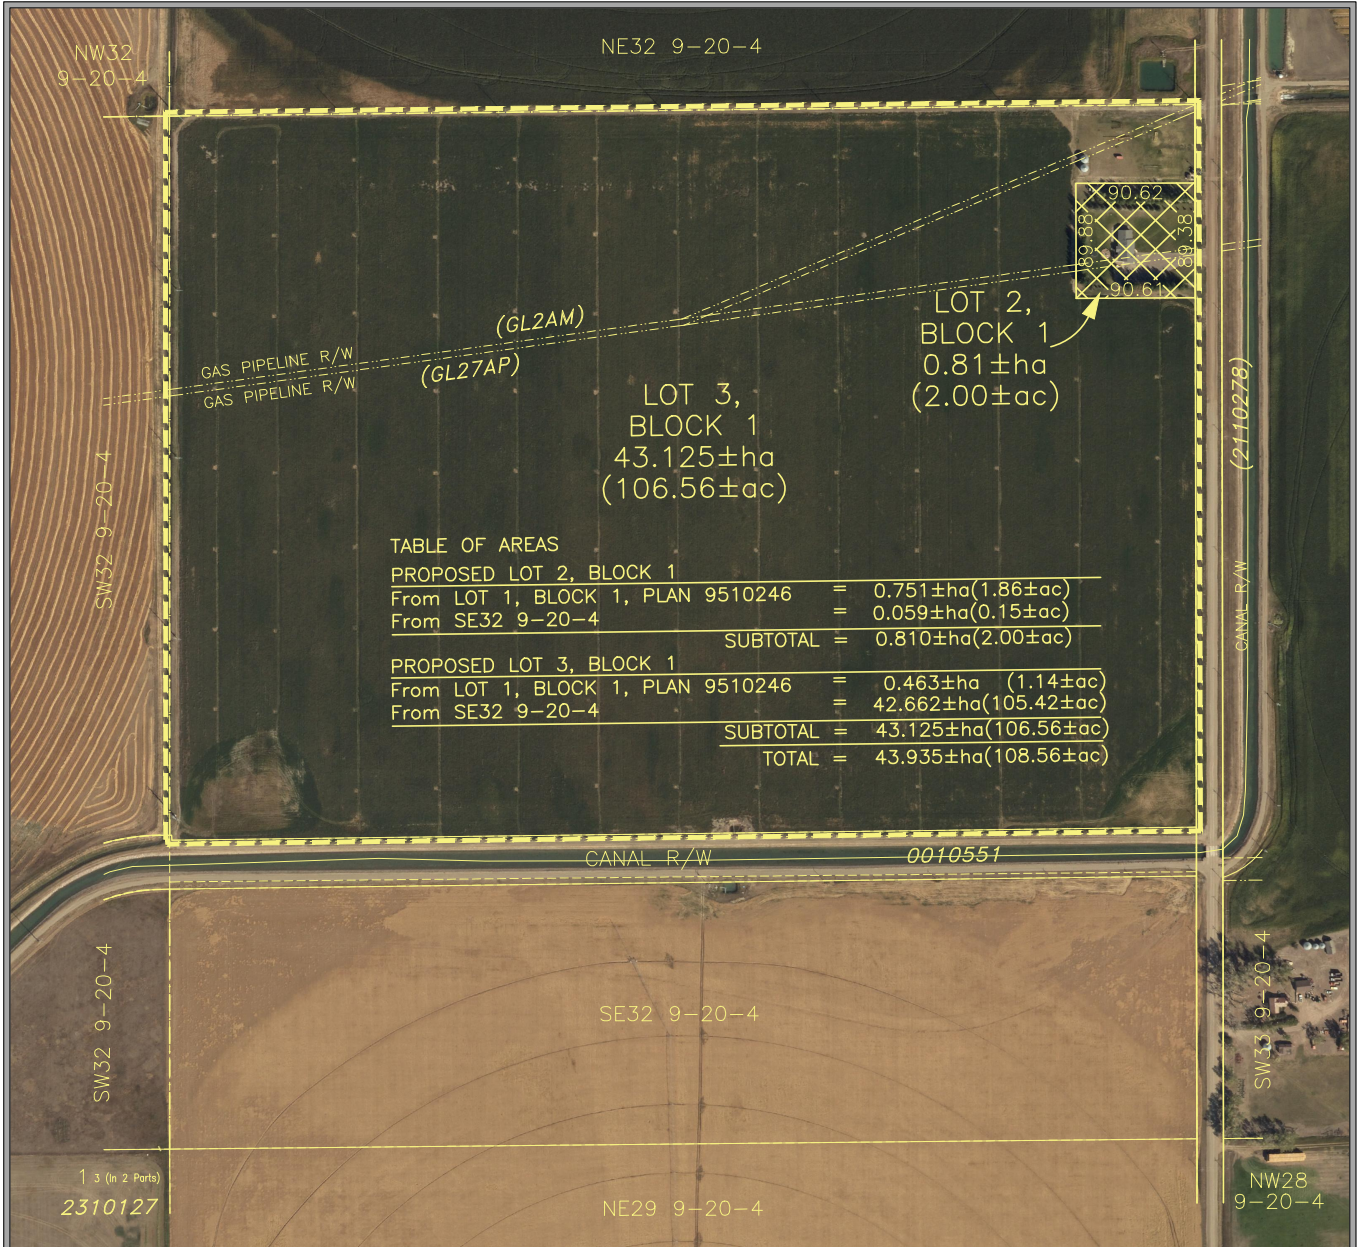 NW32
9-20-4
NE32 9-20-4
90.62
89.88
89.38
90.61
LOT 2,
BLOCK 1
0.81±ha
(2.00±ac)
(GL2AM)
GAS PIPELINE R/W
GAS PIPELINE R/W
(GL27AP)
LOT 3,
BLOCK 1
43.125±ha
(106.56±ac)
(2110278)
CANAL R/W
SW32 9-20-4
TABLE OF AREAS
PROPOSED LOT 2, BLOCK 1
From LOT 1, BLOCK 1, PLAN 9510246 = 0.751±ha(1.86±ac)
From SE32 9-20-4 = 0.059±ha(0.15±ac)
SUBTOTAL = 0.810±ha(2.00±ac)
PROPOSED LOT 3, BLOCK 1
From LOT 1, BLOCK 1, PLAN 9510246 = 0.463±ha (1.14±ac)
From SE32 9-20-4 = 42.662±ha(105.42±ac)
SUBTOTAL = 43.125±ha(106.56±ac)
TOTAL = 43.935±ha(108.56±ac)
CANAL R/W
0010551
SW32 9-20-4
SE32 9-20-4
SW33 9-20-4
1 3 (In 2 Parts)
2310127
NE29 9-20-4
NW28
9-20-4